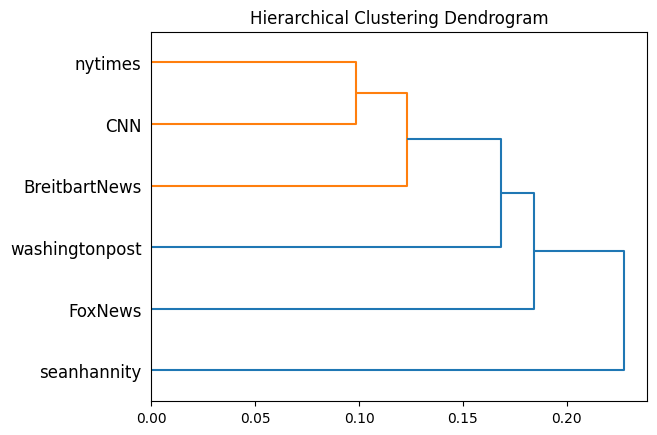 Hierarchical Clustering Dendrogram
nytimes
CNN
BreitbartNews
washingtonpost
FoxNews
seanhannity
0.00 0.05 0.10 0.15 0.20